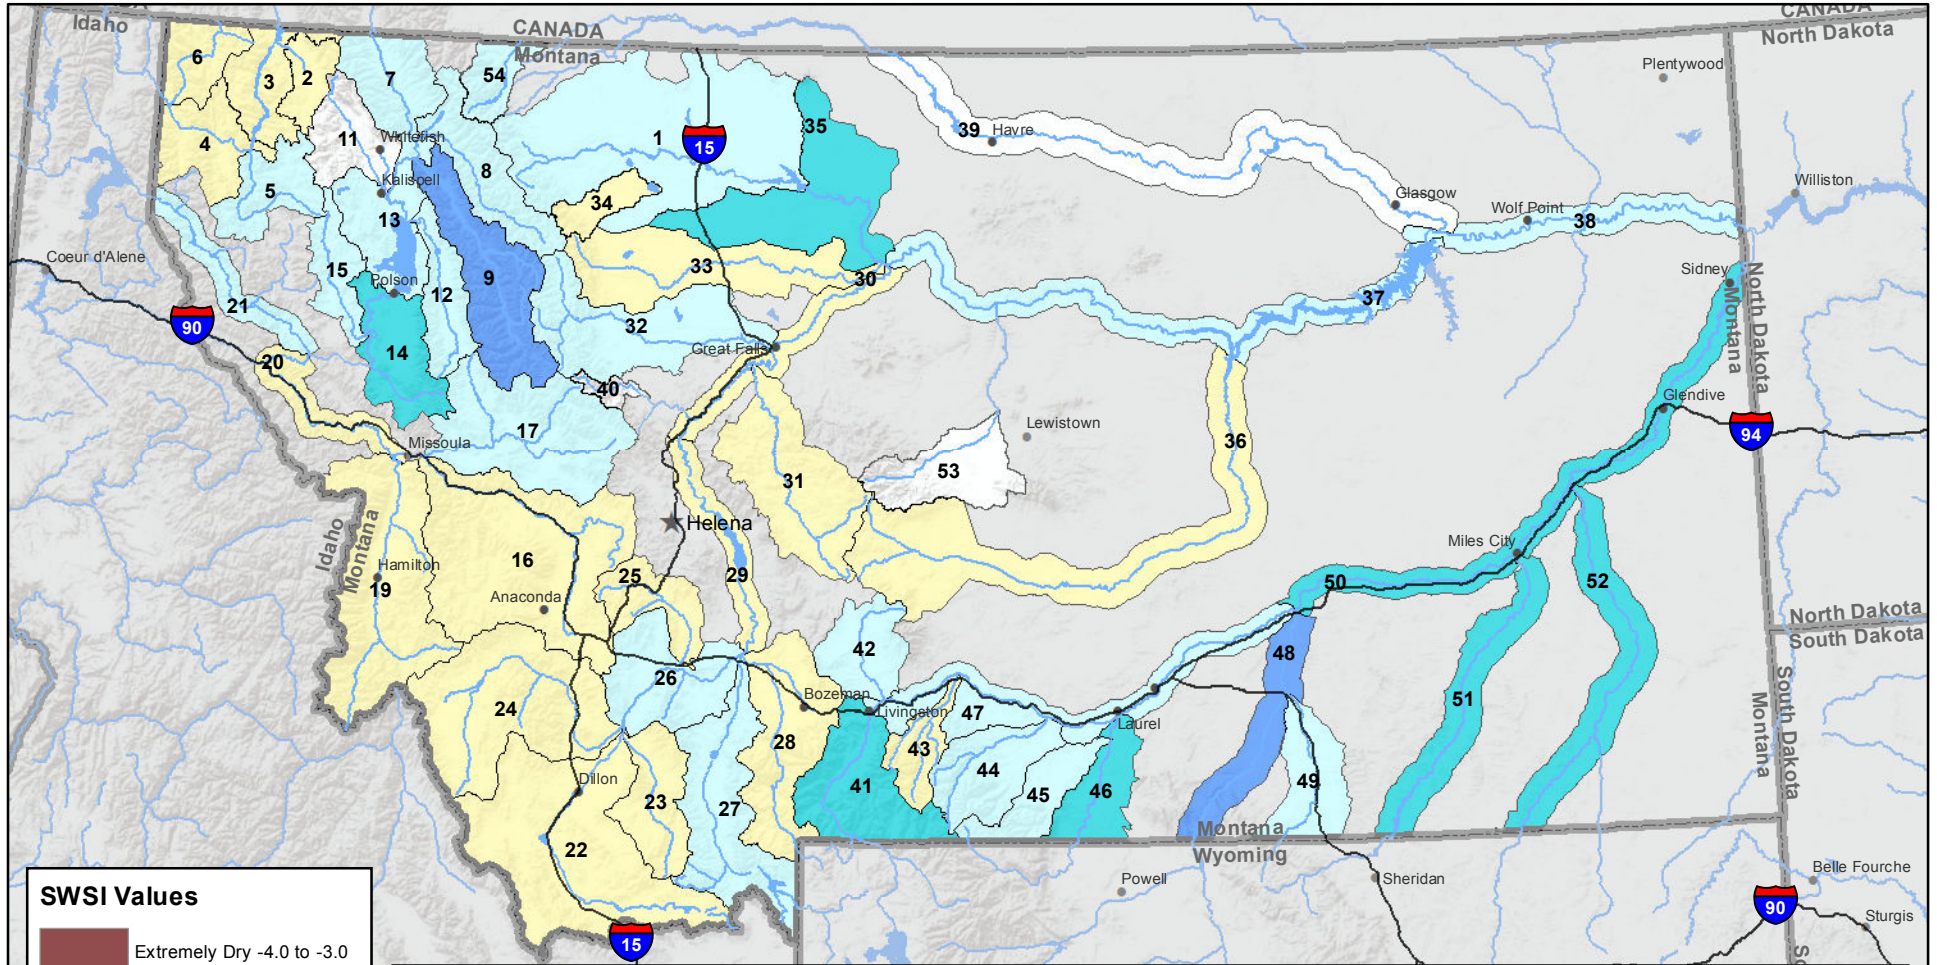 CANADA
Idaho
CANADA
Montana
CANADA
North Dakota
Plentywood
6
3
2
7
54
1
15
35
4
11
Whitefish
39
Havre
8
5
Kalispell
34
13
Glasgow
Wolf Point
38
Williston
Coeur d'Alene
15
Polson
12
9
33
30
Sidney
Montana
North Dakota
21
90
32
37
14
Great Falls
20
40
17
Missoula
Lewistown
53
31
36
Glendive
94
Idaho
Montana
Helena
16
Hamilton
19
Anaconda
25
29
Miles City
50
52
North Dakota
South Dakota
42
48
26
24
Bozeman
Livingston
47
Laurel
51
Montana
South Dakota
28
43
44
Dillon
23
27
41
45
46
49
22
Montana
Wyoming
Powell
Sheridan
Belle Fourche
90
Sturgis
15
SWSI Values
Extremely Dry -4.0 to -3.0